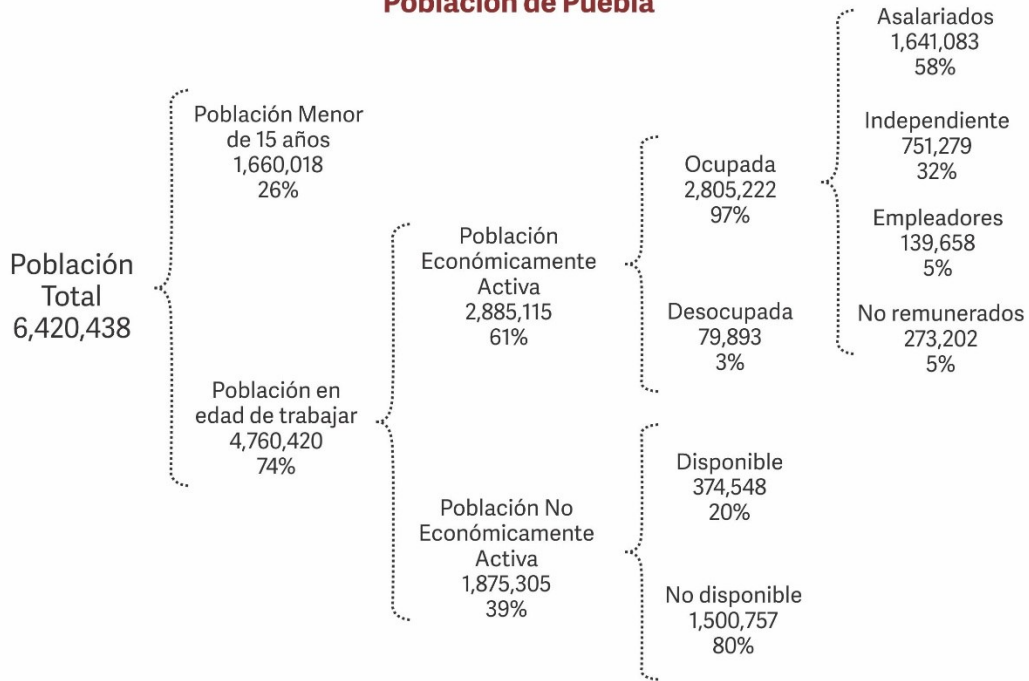 Población de Puebla
Población
Total
6,420,438
Población Menor
de 15 años
1,660,018
26%
Población en
edad de trabajar
4,760,420
74%
Población
Económicamente
Activa
2,885,115
61%
Población No
Económicamente
Activa
1,875,305
39%
Ocupada
2,805,222
97%
Desocupada
79,893
3%
Disponible
374,548
20%
No disponible
1,500,757
80%
Asalariados
1,641,083
58%
Independiente
751,279
32%
Empleadores
139,658
5%
No remunerados
273,202
5%